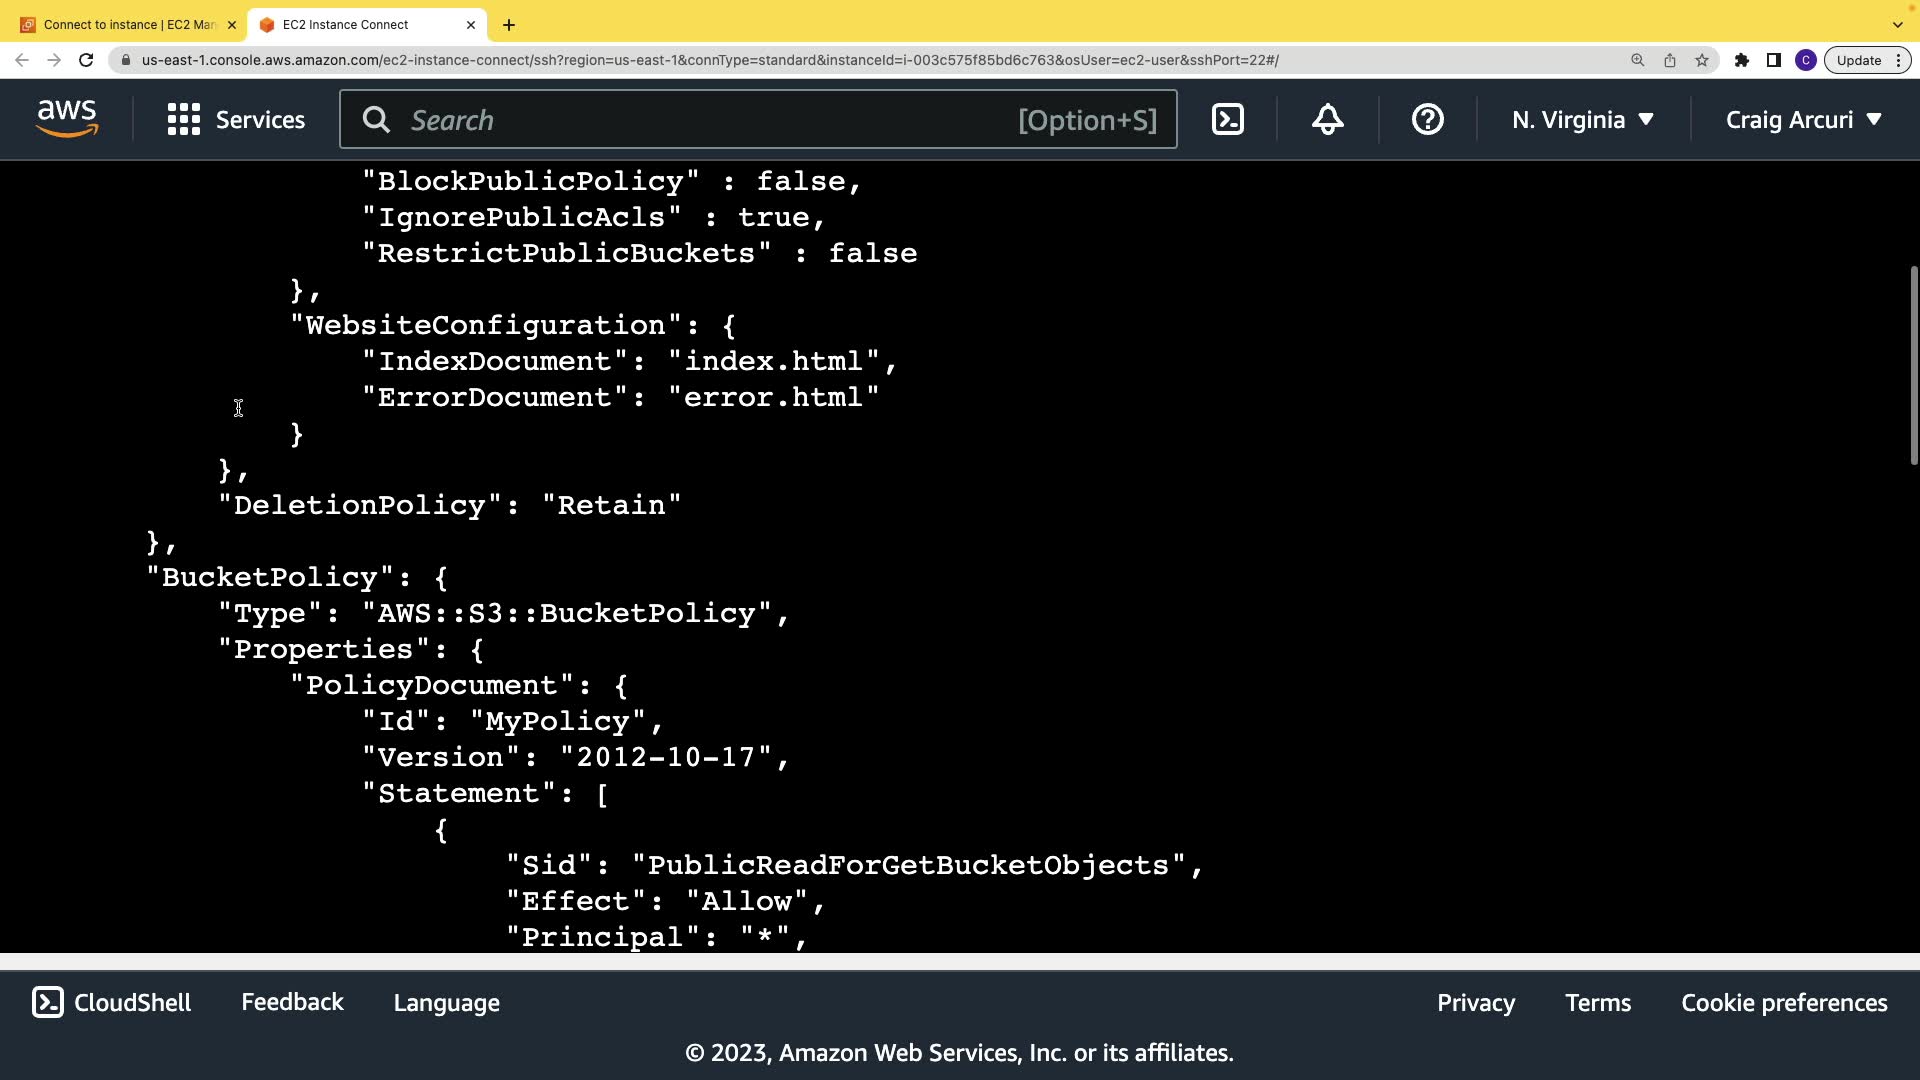 Connect to instance | EC2 Man
EC2 Instance Connect
us-east-1.console.aws.amazon.com/ec2-instance-connect/ssh?region=us-east-1&connType=standard&instanceId=i-003c575f85bd6c763&osUser=ec2-user&sshPort=22#/
C
Update
aws
Services
Search
[Option+S]
N. Virginia
Craig Arcuri
"BlockPublicPolicy" : false,
"IgnorePublicAcls" : true,
"RestrictPublicBuckets" : false
},
"WebsiteConfiguration": {
"IndexDocument": "index.html",
"ErrorDocument": "error.html"
}
},
"DeletionPolicy": "Retain"
},
"BucketPolicy": {
"Type": "AWS::S3::BucketPolicy",
"Properties": {
"PolicyDocument": {
"Id": "MyPolicy",
"Version": "2012-10-17",
"Statement": [
{
"Sid": "PublicReadForGetBucketObjects",
"Effect": "Allow",
"Principal": "*",
CloudShell
Feedback
Language
Privacy
Terms
Cookie preferences
© 2023, Amazon Web Services, Inc. or its affiliates.